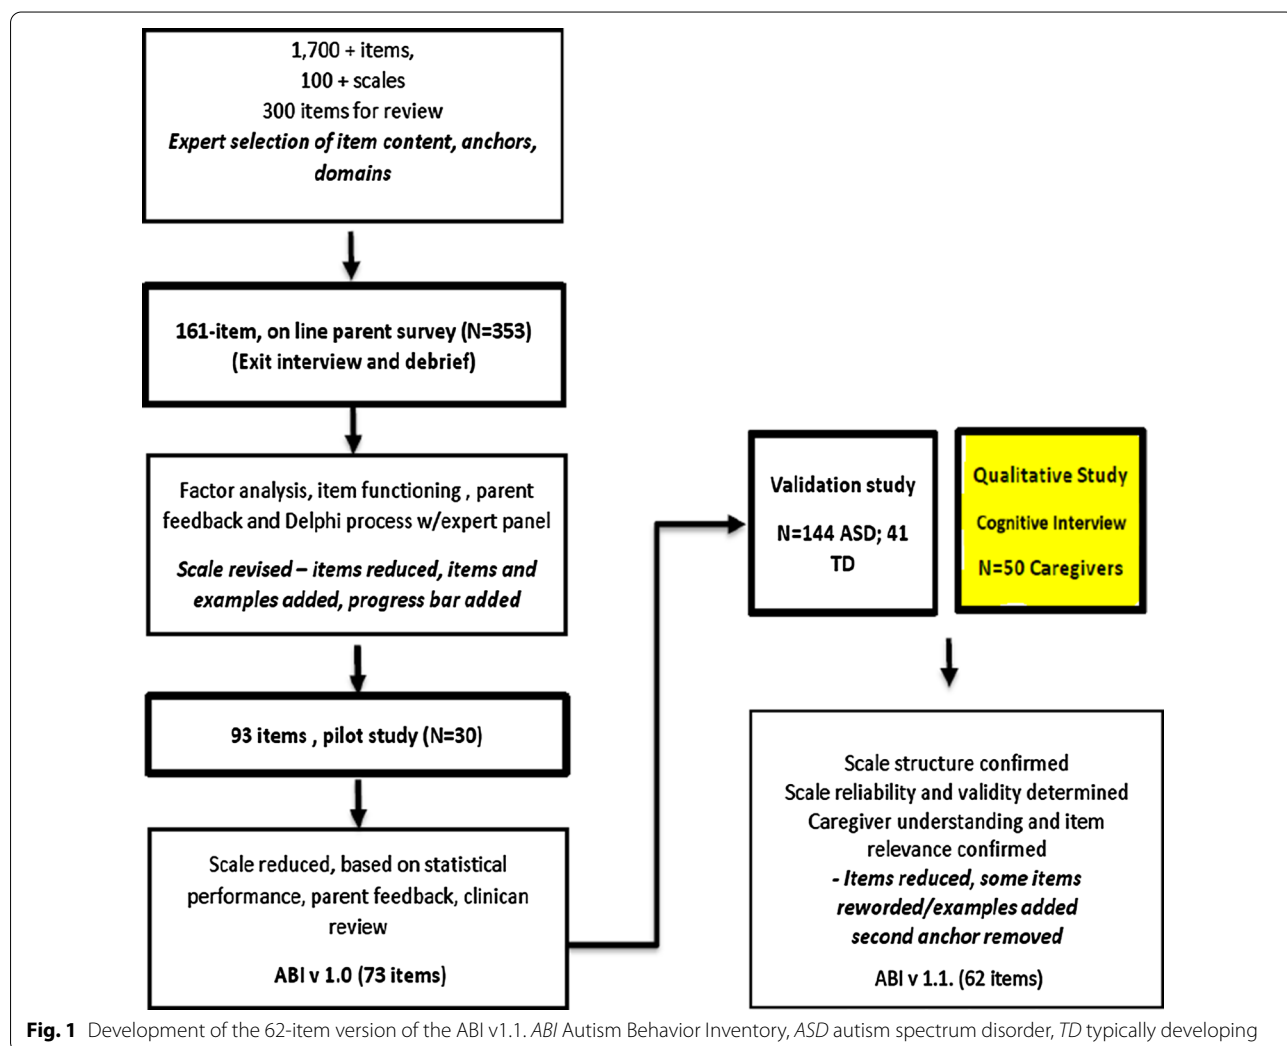 1,700 + items,
100 + scales
300 items for review
Expert selection of item content, anchors,
domains
161-item, on line parent survey (N=353)
(Exit interview and debrief)
Factor analysis, item functioning , parent
feedback and Delphi process w/expert panel
Scale revised – items reduced, items and
examples added, progress bar added
93 items , pilot study (N=30)
Scale reduced, based on statistical
performance, parent feedback, clinican
review
ABI v 1.0 (73 items)
Validation study
N=144 ASD; 41
TD
Qualitative Study
Cognitive Interview
N=50 Caregivers
Scale structure confirmed
Scale reliability and validity determined
Caregiver understanding and item
relevance confirmed
- Items reduced, some items
reworded/examples added
second anchor removed
ABI v 1.1. (62 items)
Fig. 1 Development of the 62-item version of the ABI v1.1. ABI Autism Behavior Inventory, ASD autism spectrum disorder, TD typically developing